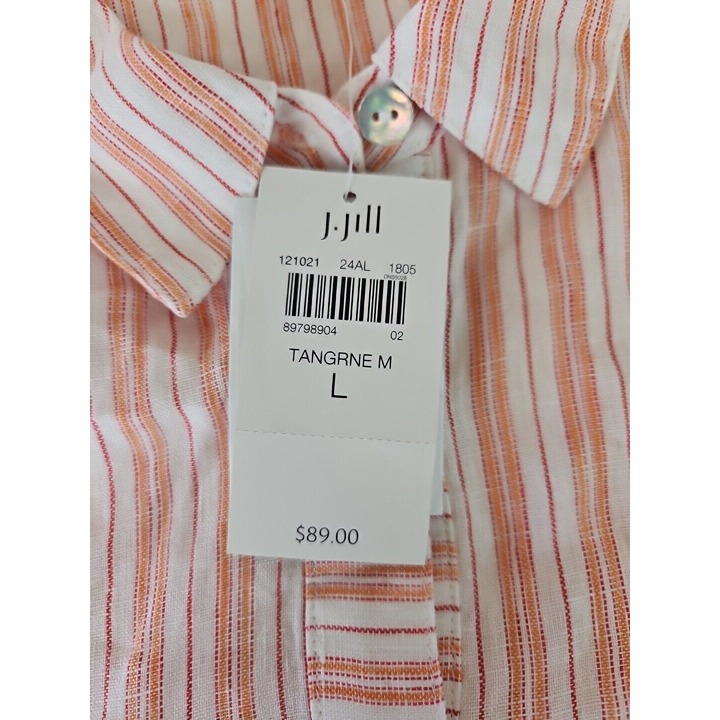 J.Jill
121021 24AL 1805
89798904 02
TANGRNE M
L
$89.00